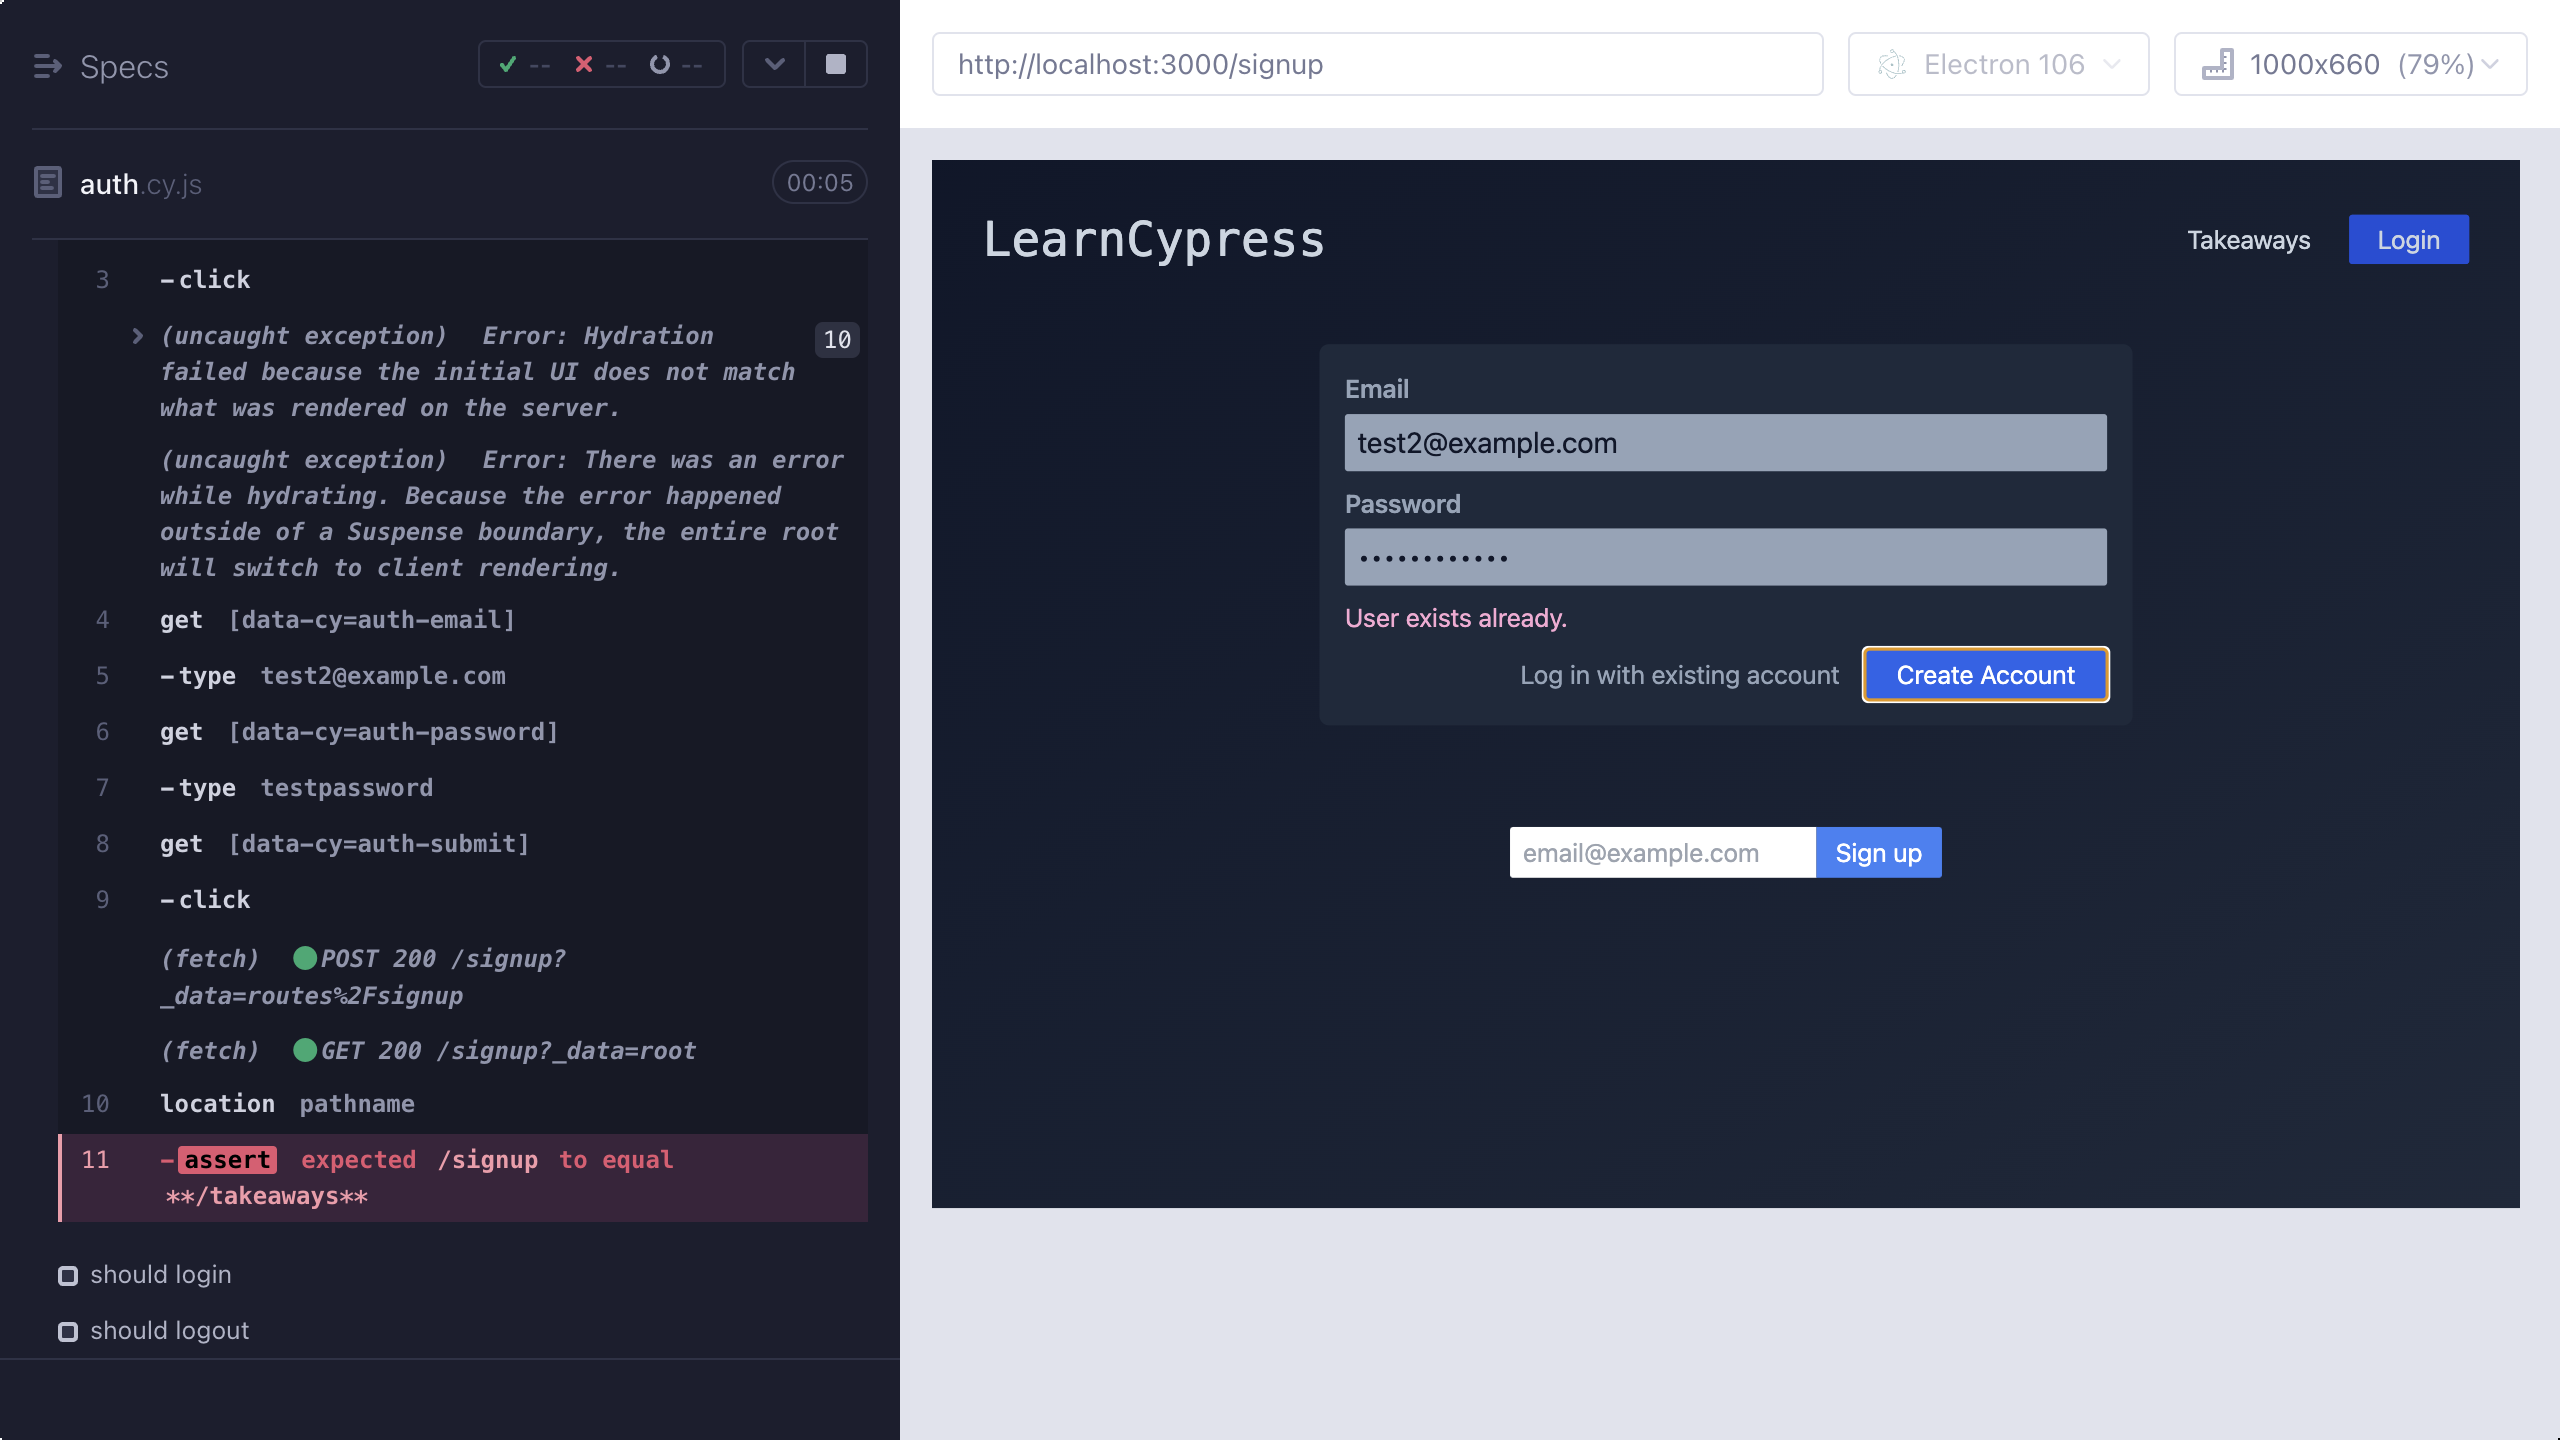 Specs
-- -- --
auth.cy.js
00:05
3 -click
(uncaught exception) Error: Hydration
failed because the initial UI does not match
what was rendered on the server.
10
(uncaught exception) Error: There was an error
while hydrating. Because the error happened
outside of a Suspense boundary, the entire root
will switch to client rendering.
4 get [data-cy=auth-email]
5 -type test2@example.com
6 get [data-cy=auth-password]
7 -type testpassword
8 get [data-cy=auth-submit]
9 -click
(fetch) POST 200 /signup?
_data=routes%2Fsignup
(fetch) GET 200 /signup?_data=root
10 location pathname
11 -assert expected /signup to equal
**/takeaways**
should login
should logout
http://localhost:3000/signup
Electron 106
1000x660 (79%)
LearnCypress
Takeaways
Login
Email
test2@example.com
Password
••••••••••••
User exists already.
Log in with existing account
Create Account
email@example.com
Sign up